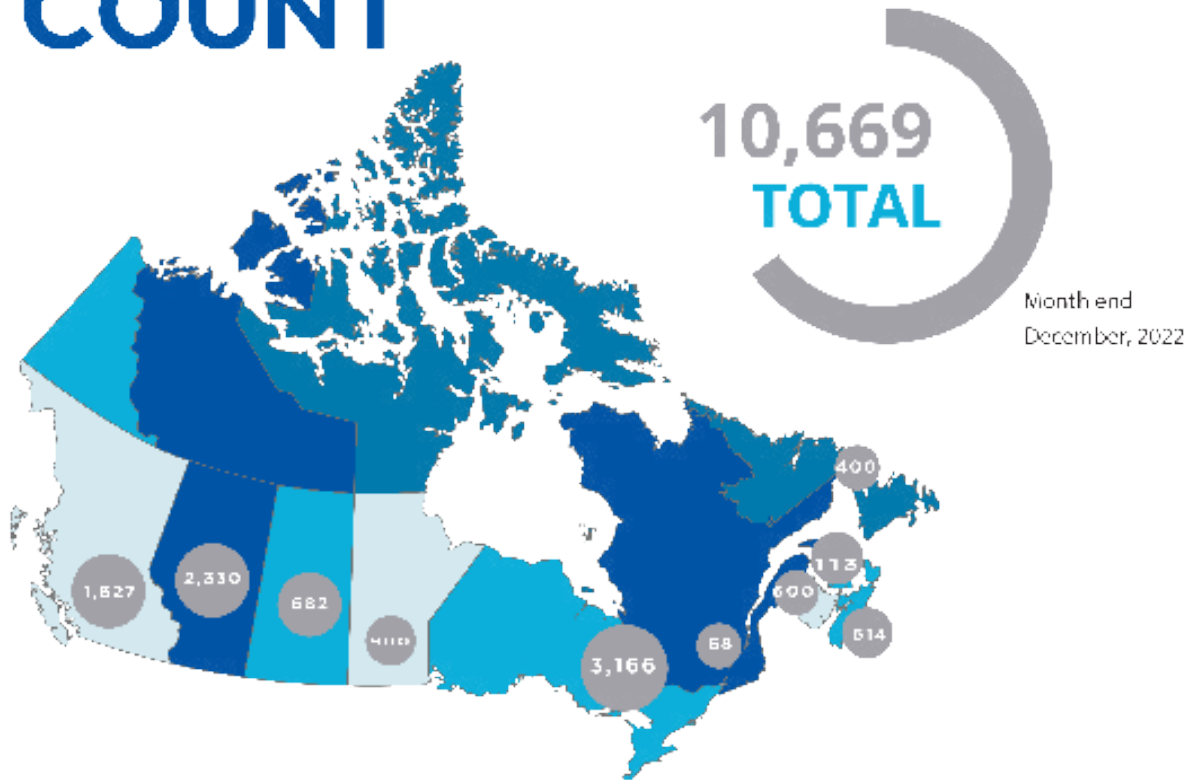 COUNT
10,669
TOTAL
Month end
December, 2022
400
113
600
1,827
2,330
682
614
68
3,166